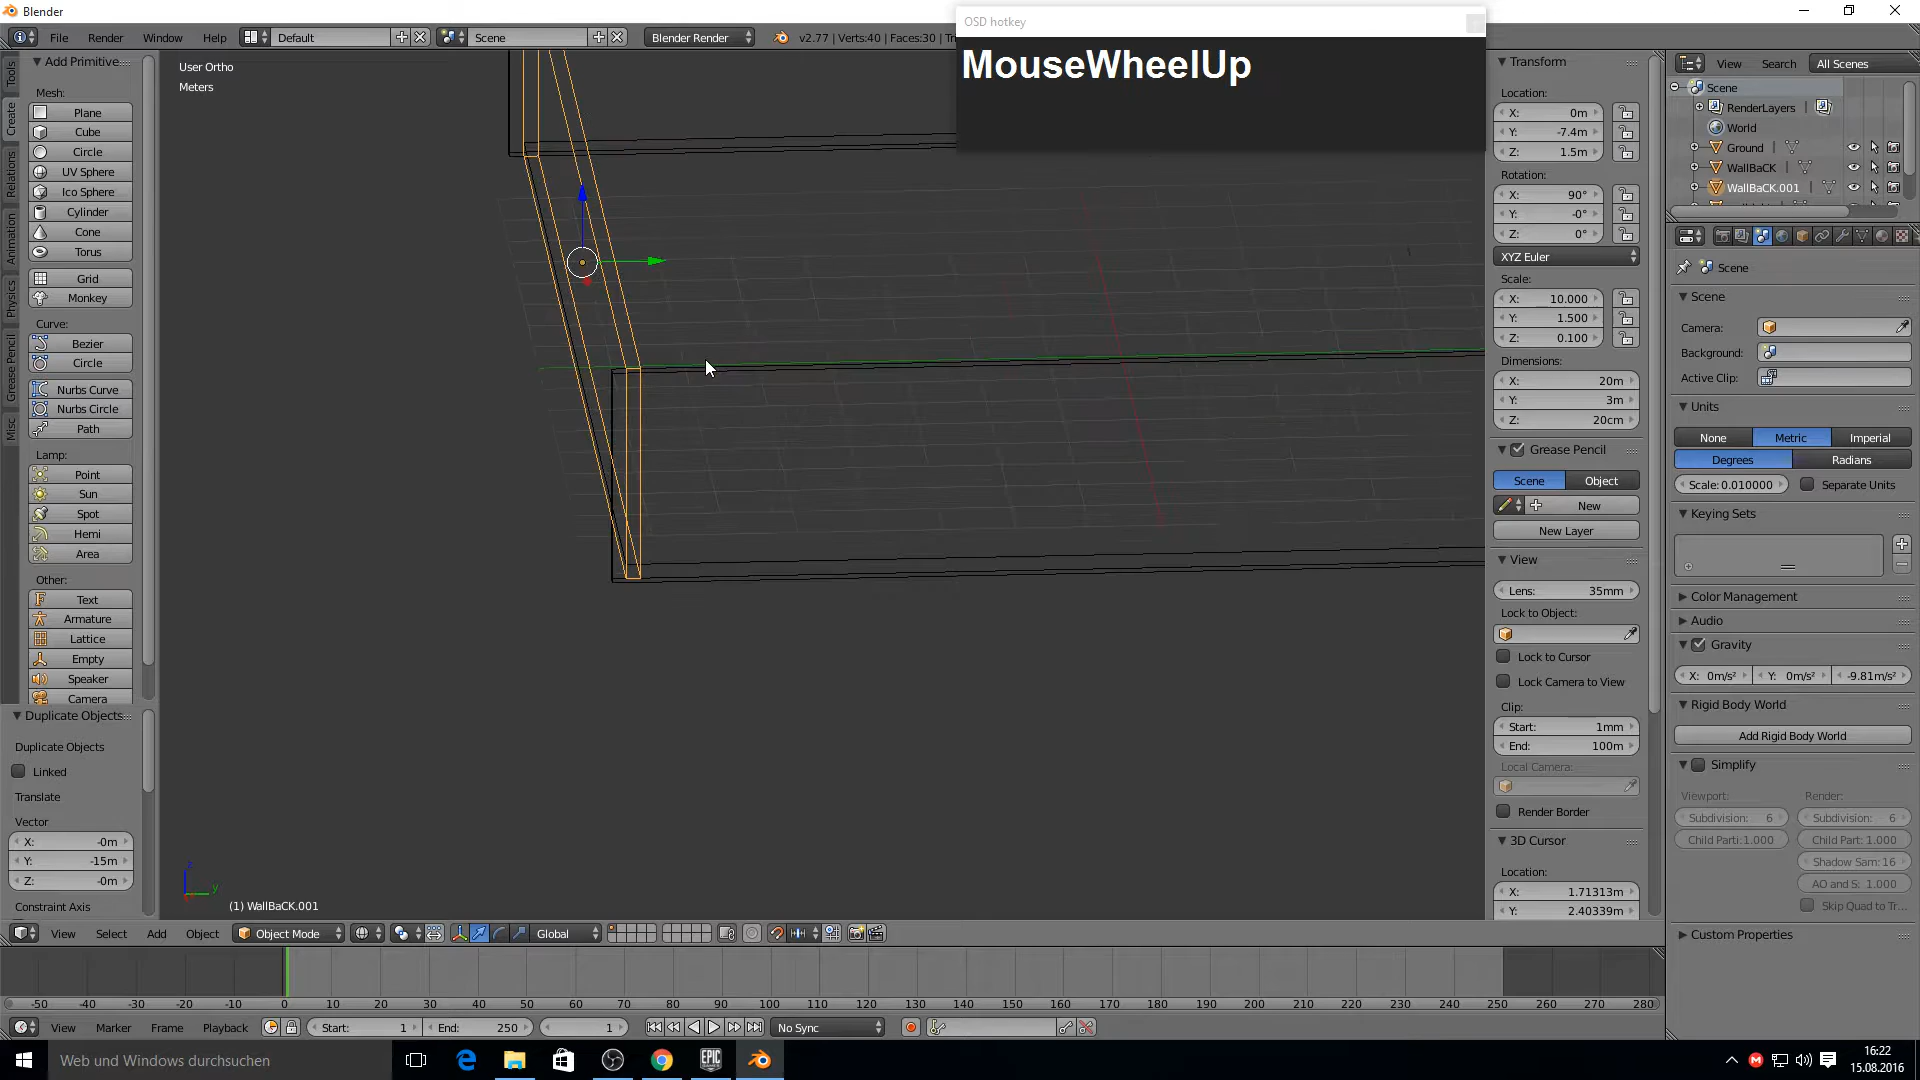 Blender
OSD hotkey
MouseWheelUp
File Render Window Help Default Scene Blender Render v2.77 | Verts:40 | Faces:30 | Tr
Add Primitive
Mesh:
Plane
Cube
Circle
UV Sphere
Ico Sphere
Cylinder
Cone
Torus
Grid
Monkey
Curve:
Bezier
Circle
Nurbs Curve
Nurbs Circle
Path
Lamp:
Point
Sun
Spot
Hemi
Area
Other:
Text
Armature
Lattice
Empty
Speaker
Camera
Tools
Create
Relations
Animation
Physics
Grease Pencil
Misc
Duplicate Objects
Duplicate Objects
Linked
Translate
Vector
X: -0m
Y: -15m
Z: -0m
Constraint Axis
User Ortho
Meters
z
y
(1) WallBaCK.001
View Select Add Object Object Mode Global
Transform
Location:
X: 0m
Y: -7.4m
Z: 1.5m
Rotation:
X: 90°
Y: -0°
Z: 0°
XYZ Euler
Scale:
X: 10.000
Y: 1.500
Z: 0.100
Dimensions:
X: 20m
Y: 3m
Z: 20cm
Grease Pencil
Scene Object
New
New Layer
View
Lens: 35mm
Lock to Object:
Lock to Cursor
Lock Camera to View
Clip:
Start: 1mm
End: 100m
Local Camera:
Render Border
3D Cursor
Location:
X: 1.71313m
Y: 2.40339m
View Search All Scenes
Scene
RenderLayers
World
Ground
WallBaCK
WallBaCK.001
Scene
Scene
Camera:
Background:
Active Clip:
Units
None Metric Imperial
Degrees Radians
Scale:0.010000 Separate Units
Keying Sets
Color Management
Audio
Gravity
X: 0m/s² Y: 0m/s² -9.81m/s²
Rigid Body World
Add Rigid Body World
Simplify
Viewport: Render:
Subdivision: 6 Subdivision: 6
Child Parti:1.000 Child Part: 1.000
Shadow Sam: 16
AO and S: 1.000
Skip Quad to Tr...
Custom Properties
-50 -40 -30 -20 -10 0 10 20 30 40 50 60 70 80 90 100 110 120 130 140 150 160 170 180 190 200 210 220 230 240 250 260 270 280
View Marker Frame Playback Start: 1 End: 250 1 No Sync
Web und Windows durchsuchen
EPIC
16:22
15.08.2016